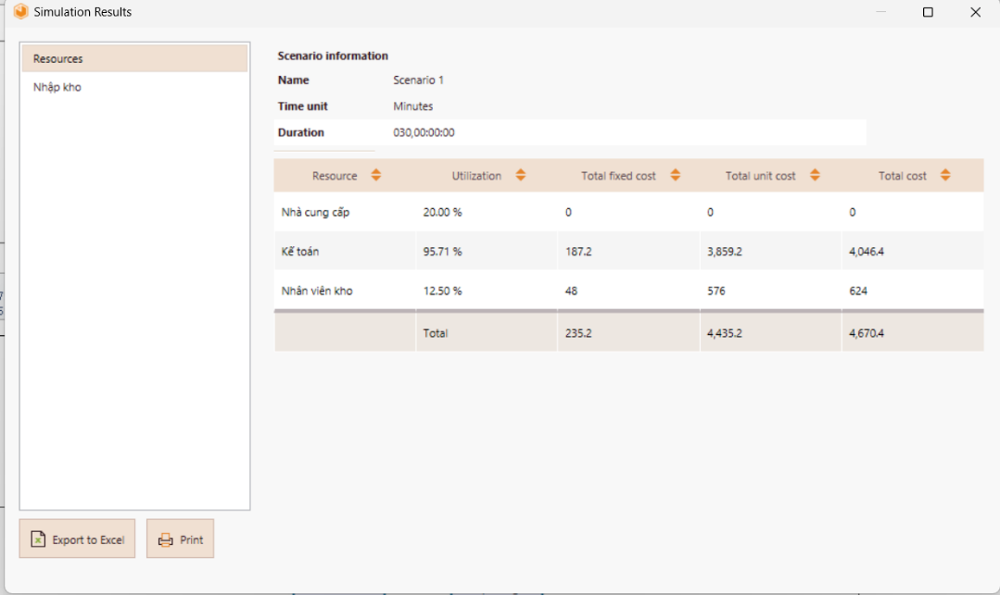 Simulation Results
Resources
Nhập kho
Scenario information
Name Scenario 1
Time unit Minutes
Duration 030,00:00:00
Resource Utilization Total fixed cost Total unit cost Total cost
Nhà cung cấp 20.00 % 0 0 0
Kế toán 95.71 % 187.2 3,859.2 4,046.4
Nhân viên kho 12.50 % 48 576 624
Total 235.2 4,435.2 4,670.4
Export to Excel Print